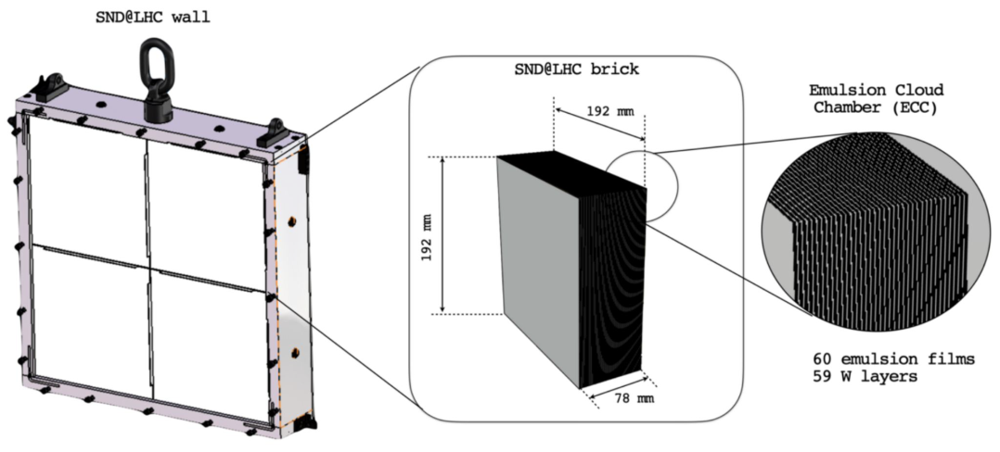 SND@LHC wall
SND@LHC brick
192 mm
192 mm
78 mm
Emulsion Cloud
Chamber (ECC)
60 emulsion films
59 W layers